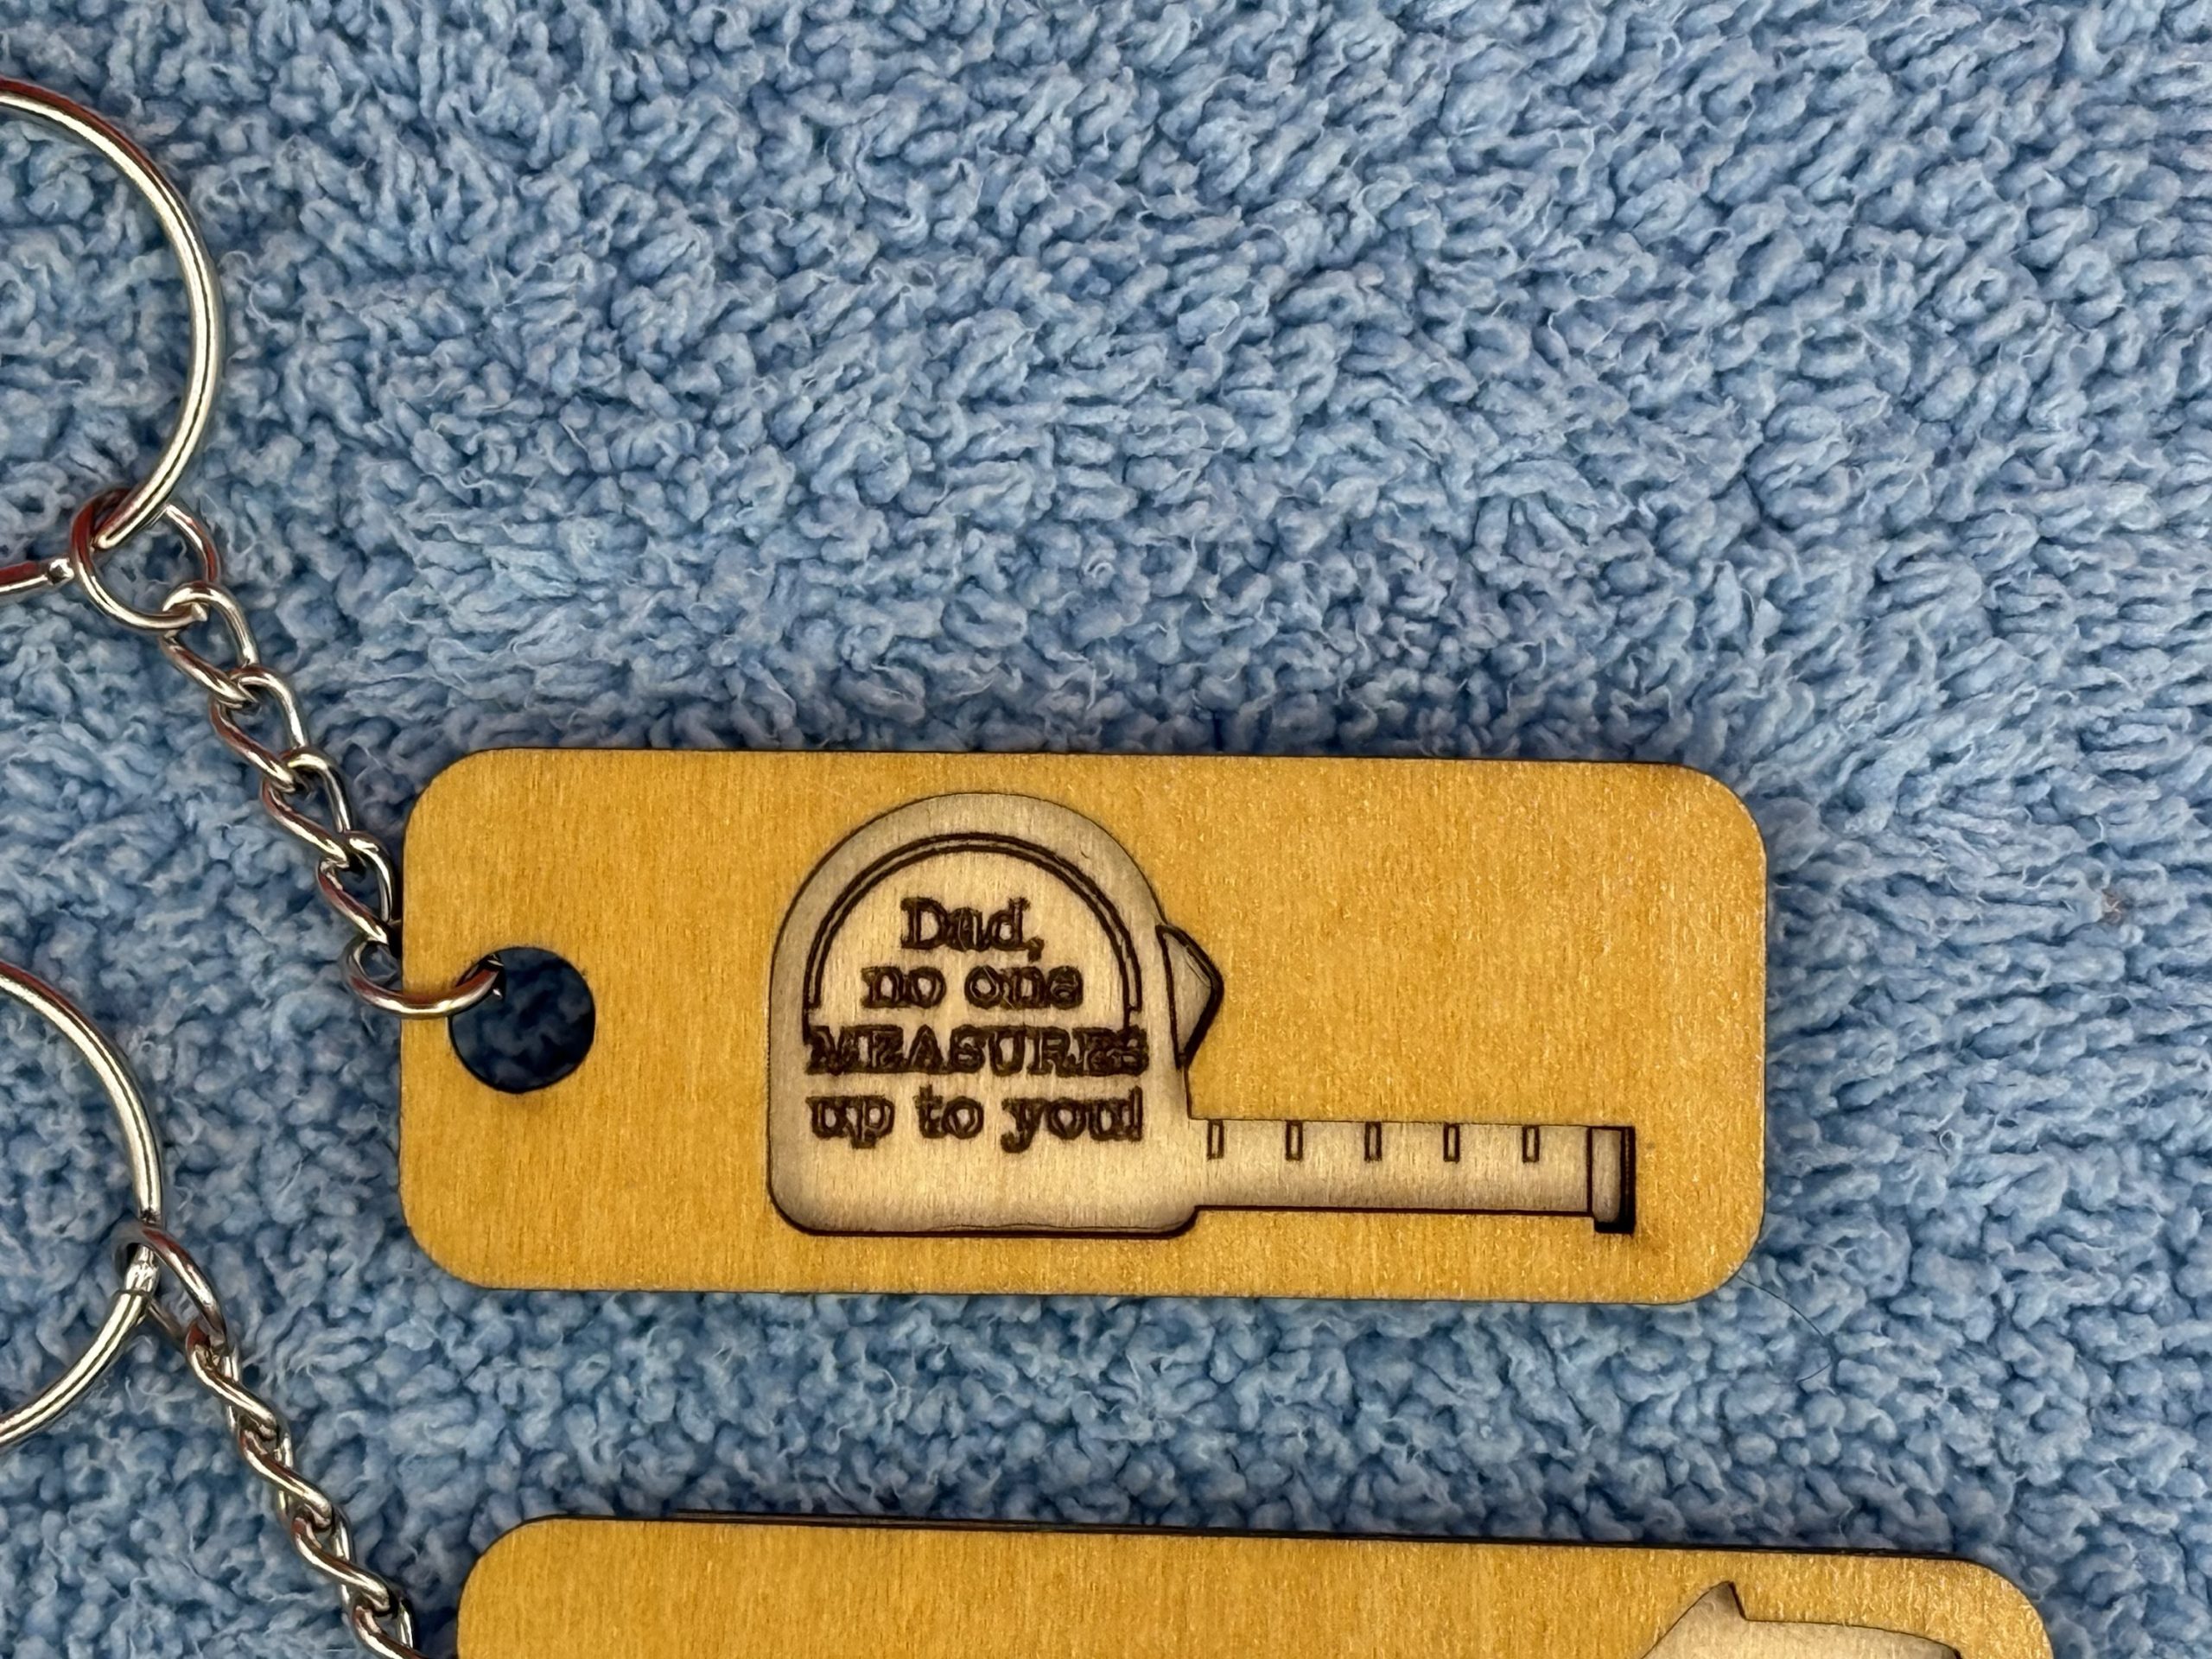 Dad,
no one
MEASURES
up to you!